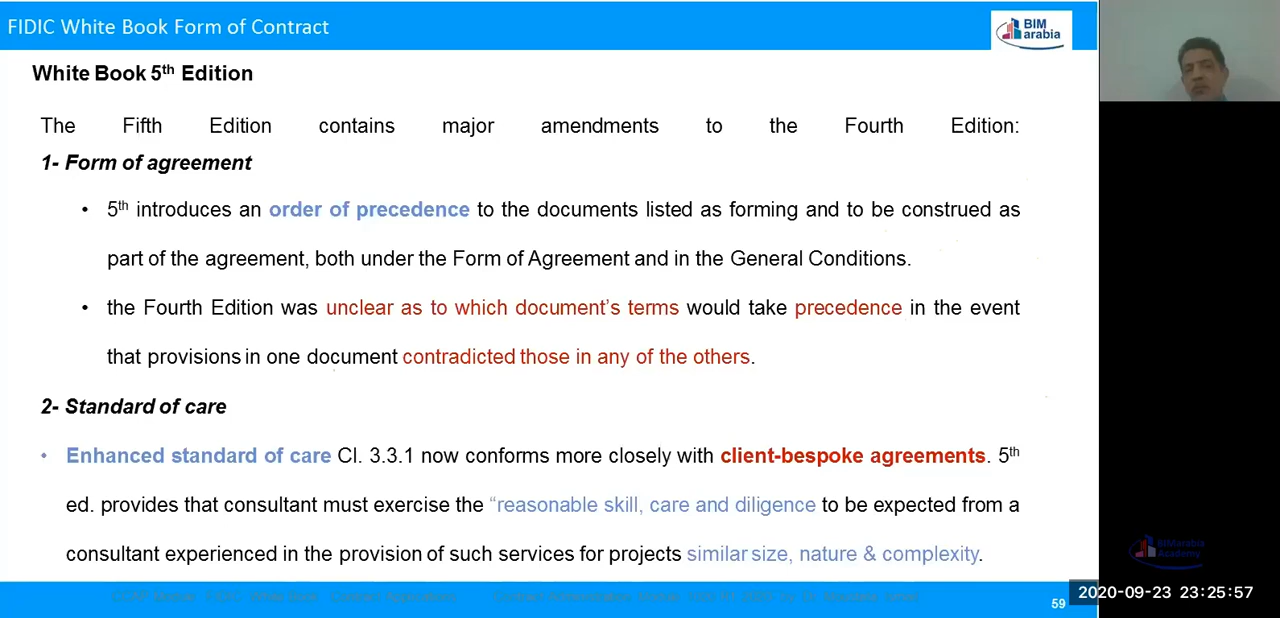 FIDIC White Book Form of Contract
BIM
arabia
White Book 5th Edition
The Fifth Edition contains major amendments to the Fourth Edition:
1- Form of agreement
• 5th introduces an order of precedence to the documents listed as forming and to be construed as
part of the agreement, both under the Form of Agreement and in the General Conditions.
• the Fourth Edition was unclear as to which document’s terms would take precedence in the event
that provisions in one document contradicted those in any of the others.
2- Standard of care
• Enhanced standard of care Cl. 3.3.1 now conforms more closely with client-bespoke agreements. 5th
ed. provides that consultant must exercise the “reasonable skill, care and diligence to be expected from a
consultant experienced in the provision of such services for projects similar size, nature & complexity.
BIMarabia
Academy
59
2020-09-23 23:25:57